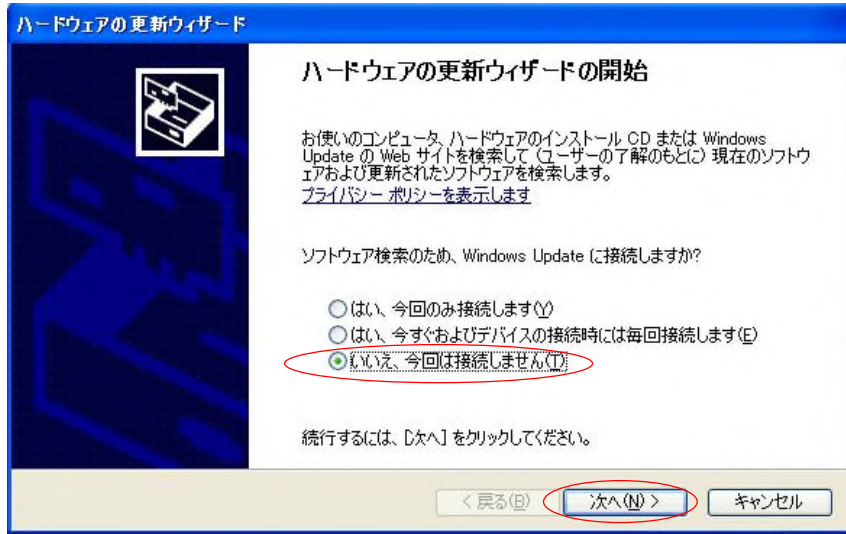 ハードウェアの更新ウィザード
ハードウェアの更新ウィザードの開始
お使いのコンピュータ、ハードウェアのインストール CD または Windows
Update の Web サイトを検索して (ユーザーの了解のもとに) 現在のソフトウ
ェアおよび更新されたソフトウェアを検索します。
プライバシー ポリシーを表示します
ソフトウェア検索のため、Windows Update に接続しますか?
はい、今回のみ接続します(Y)
はい、今すぐおよびデバイスの接続時には毎回接続します(E)
いいえ、今回は接続しません(T)
続行するには、[次へ] をクリックしてください。
< 戻る(B) 次へ(N) > キャンセル